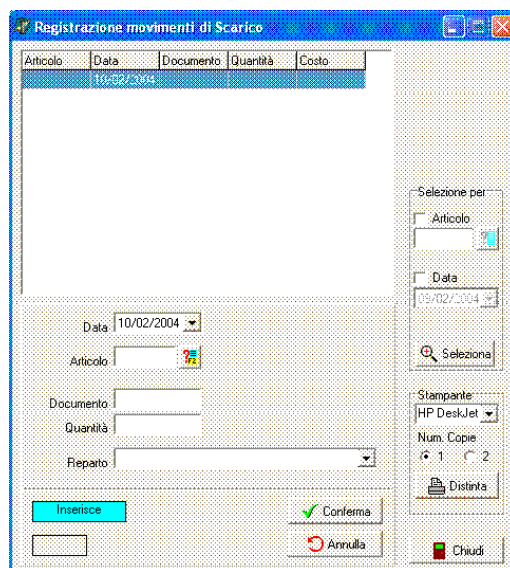 Registrazione movimenti di Scarico
Articolo Data Documento Quantità Costo
10/02/2004
Selezione per
Articolo
?
Data
09/02/2004
Seleziona
Data 10/02/2004
Articolo ? F2
Documento
Quantità
Reparto
Stampante
HP DeskJet
Num. Copie
1 2
Distinta
Inserisce
Conferma
Annulla
Chiudi